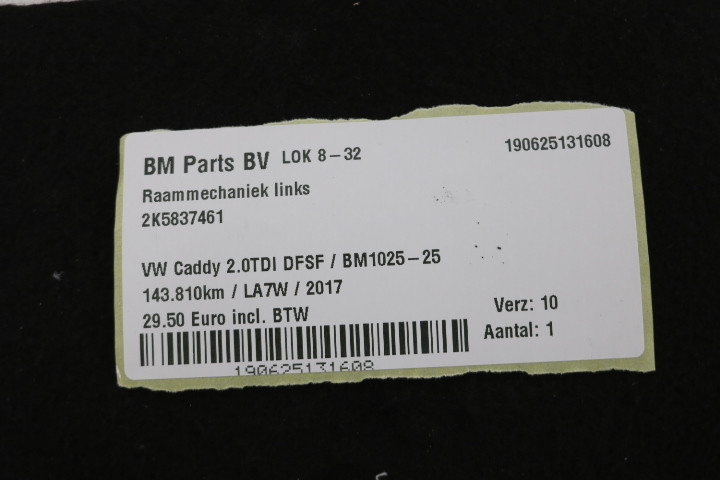 BM Parts BV LOK 8-32
190625131608
Raammechaniek links
2K5837461
VW Caddy 2.0TDI DFSF / BM1025-25
143.810km / LA7W / 2017
29.50 Euro incl. BTW
Verz: 10
Aantal: 1
190625131608